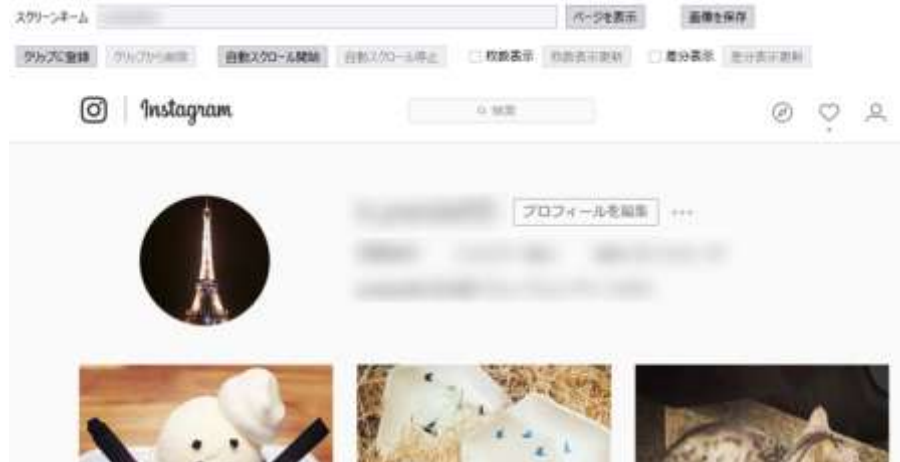 スクリーンネーム ページを表示 画像を保存
クリップに登録 クリップから削除 自動スクロール開始 自動スクロール停止 枚数表示 枚数表示更新 差分表示 差分表示更新
Instagram 検索
プロフィールを編集